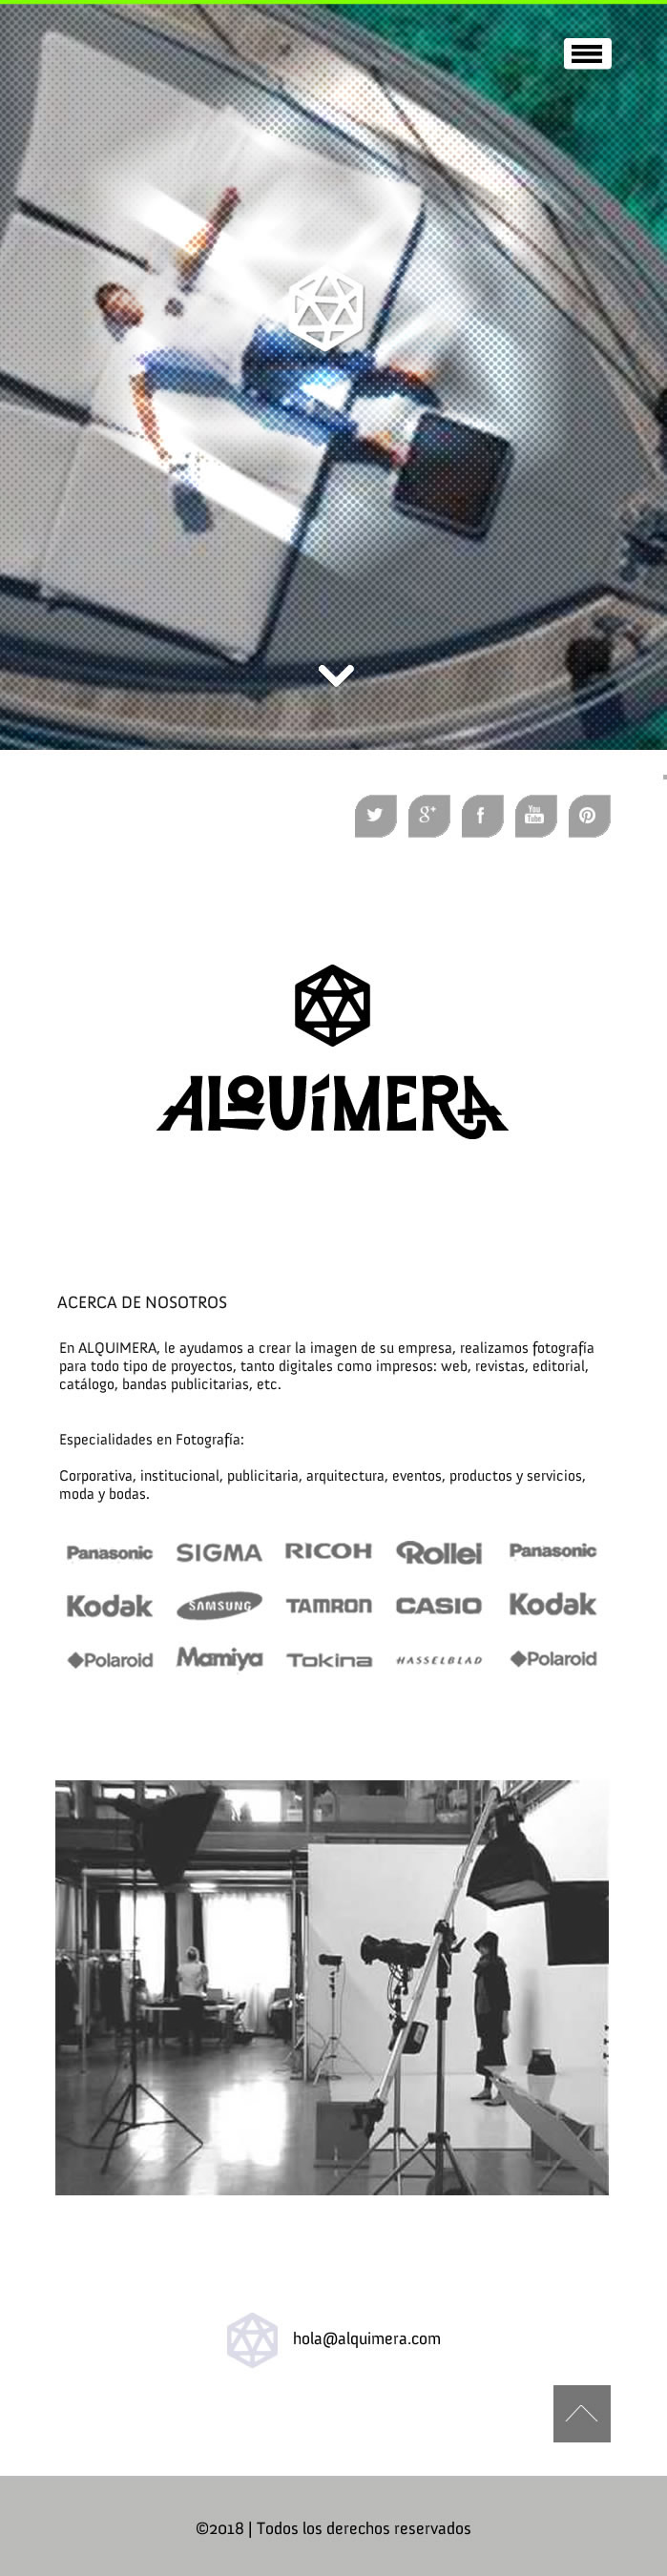 You
Tube
ALQUÍMERA
ACERCA DE NOSOTROS
En ALQUIMERA, le ayudamos a crear la imagen de su empresa, realizamos fotografía
para todo tipo de proyectos, tanto digitales como impresos: web, revistas, editorial,
catálogo, bandas publicitarias, etc.
Especialidades en Fotografía:
Corporativa, institucional, publicitaria, arquitectura, eventos, productos y servicios,
moda y bodas.
Panasonic SIGMA RICOH Rollei Panasonic
Kodak SAMSUNG TAMRON CASIO Kodak
Polaroid Mamiya Tokina HASSELBLAD Polaroid
hola@alquimera.com
©2018 | Todos los derechos reservados